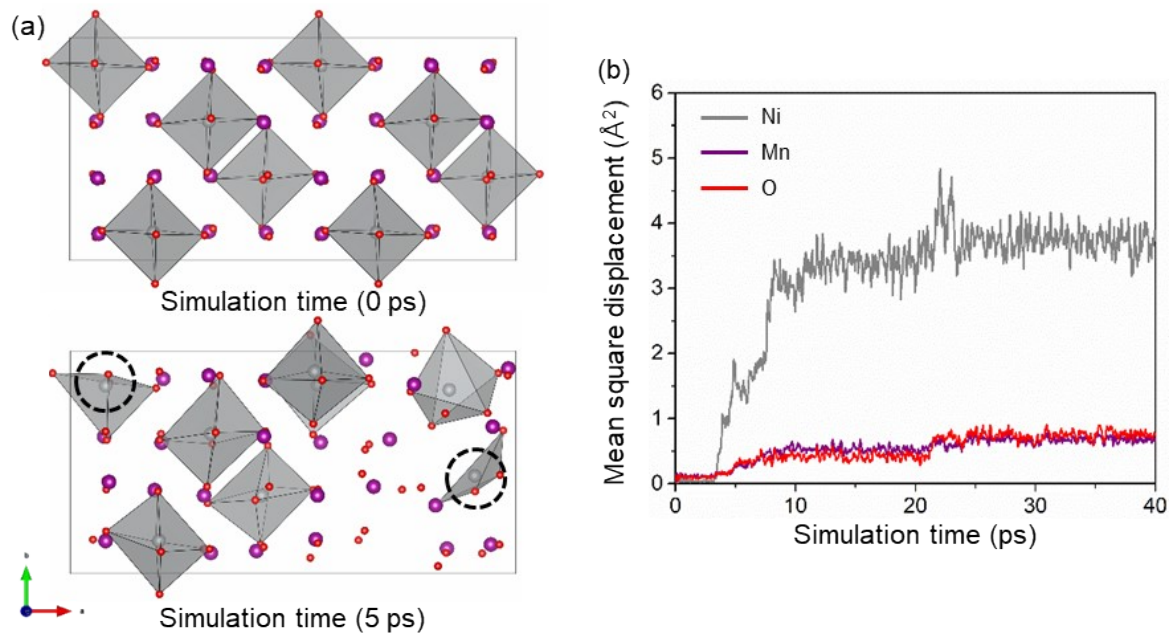 (a)
Simulation time (0 ps)
Simulation time (5 ps)
b
a
(b)
Mean square displacement (Å²)
6
5
4
3
2
1
0
Ni
Mn
O
0
10
20
30
40
Simulation time (ps)